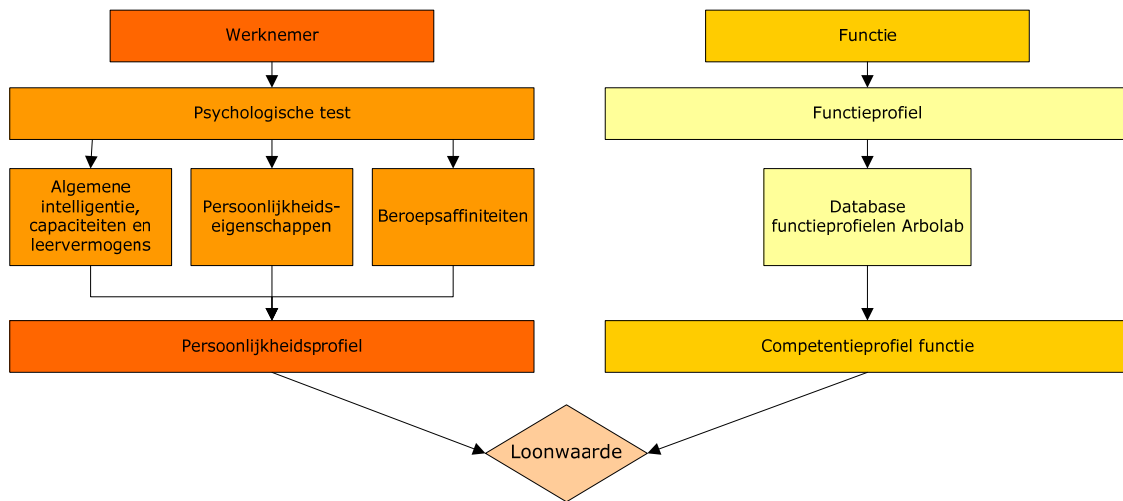 Werknemer
Functie
Psychologische test
Functieprofiel
Algemene
intelligentie,
capaciteiten en
leervermogens
Persoonlijkheids-
eigenschappen
Beroepsaffiniteiten
Database
functieprofielen Arbolab
Persoonlijkheidsprofiel
Competentieprofiel functie
Loonwaarde